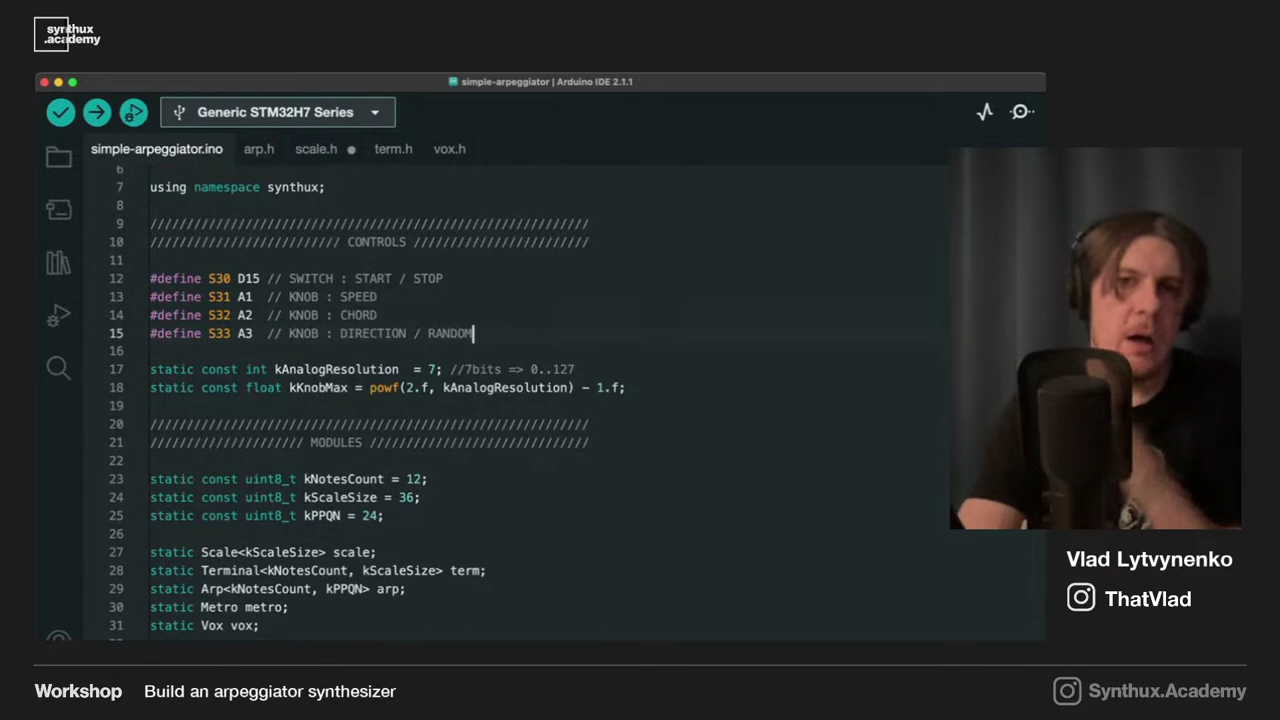 synthux
.academy
simple-arpeggiator | Arduino IDE 2.1.1
Generic STM32H7 Series
simple-arpeggiator.ino arp.h scale.h term.h vox.h
6
7 using namespace synthux;
8
9 ////////////////////////////////////////////////////////////
10 ////////////////////////// CONTROLS ////////////////////////
11
12 #define S30 D15 // SWITCH : START / STOP
13 #define S31 A1 // KNOB : SPEED
14 #define S32 A2 // KNOB : CHORD
15 #define S33 A3 // KNOB : DIRECTION / RANDOM
16
17 static const int kAnalogResolution = 7; //7bits => 0..127
18 static const float kKnobMax = powf(2.f, kAnalogResolution) - 1.f;
19
20 ////////////////////////////////////////////////////////////
21 ///////////////////// MODULES //////////////////////////////
22
23 static const uint8_t kNotesCount = 12;
24 static const uint8_t kScaleSize = 36;
25 static const uint8_t kPPQN = 24;
26
27 static Scale<kScaleSize> scale;
28 static Terminal<kNotesCount, kScaleSize> term;
29 static Arp<kNotesCount, kPPQN> arp;
30 static Metro metro;
31 static Vox vox;
Vlad Lytvynenko
ThatVlad
Workshop Build an arpeggiator synthesizer
Synthux.Academy